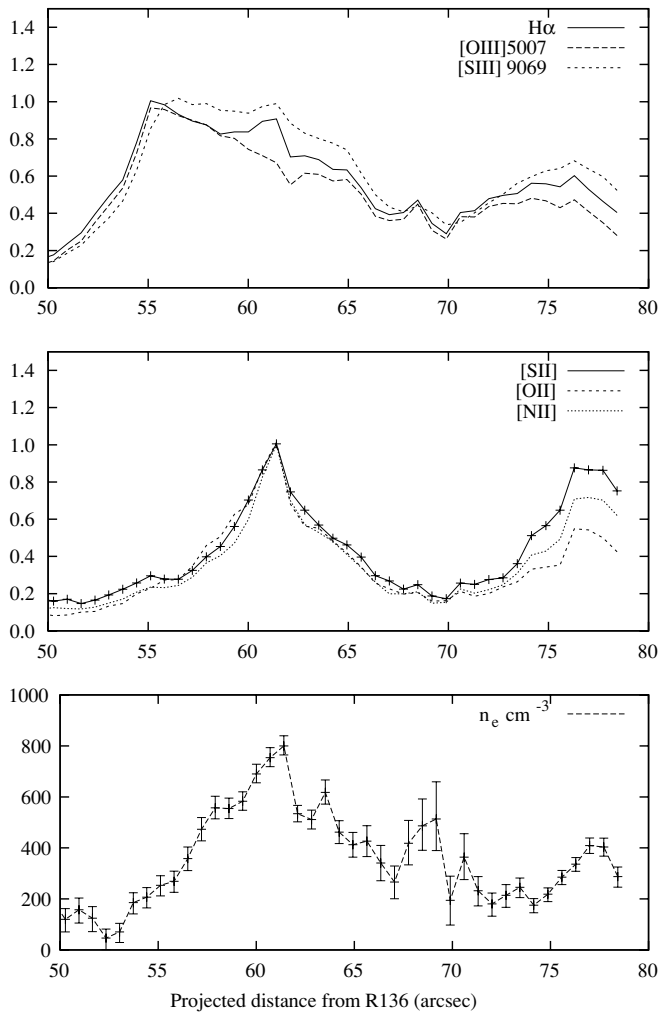 1.4
1.2
1.0
0.8
0.6
0.4
0.2
0.0
50 55 60 65 70 75 80
Hα
[OIII]5007
[SIII] 9069
1.4
1.2
1.0
0.8
0.6
0.4
0.2
0.0
50 55 60 65 70 75 80
[SII]
[OII]
[NII]
1000
800
600
400
200
0
50 55 60 65 70 75 80
n_e cm^-3
Projected distance from R136 (arcsec)